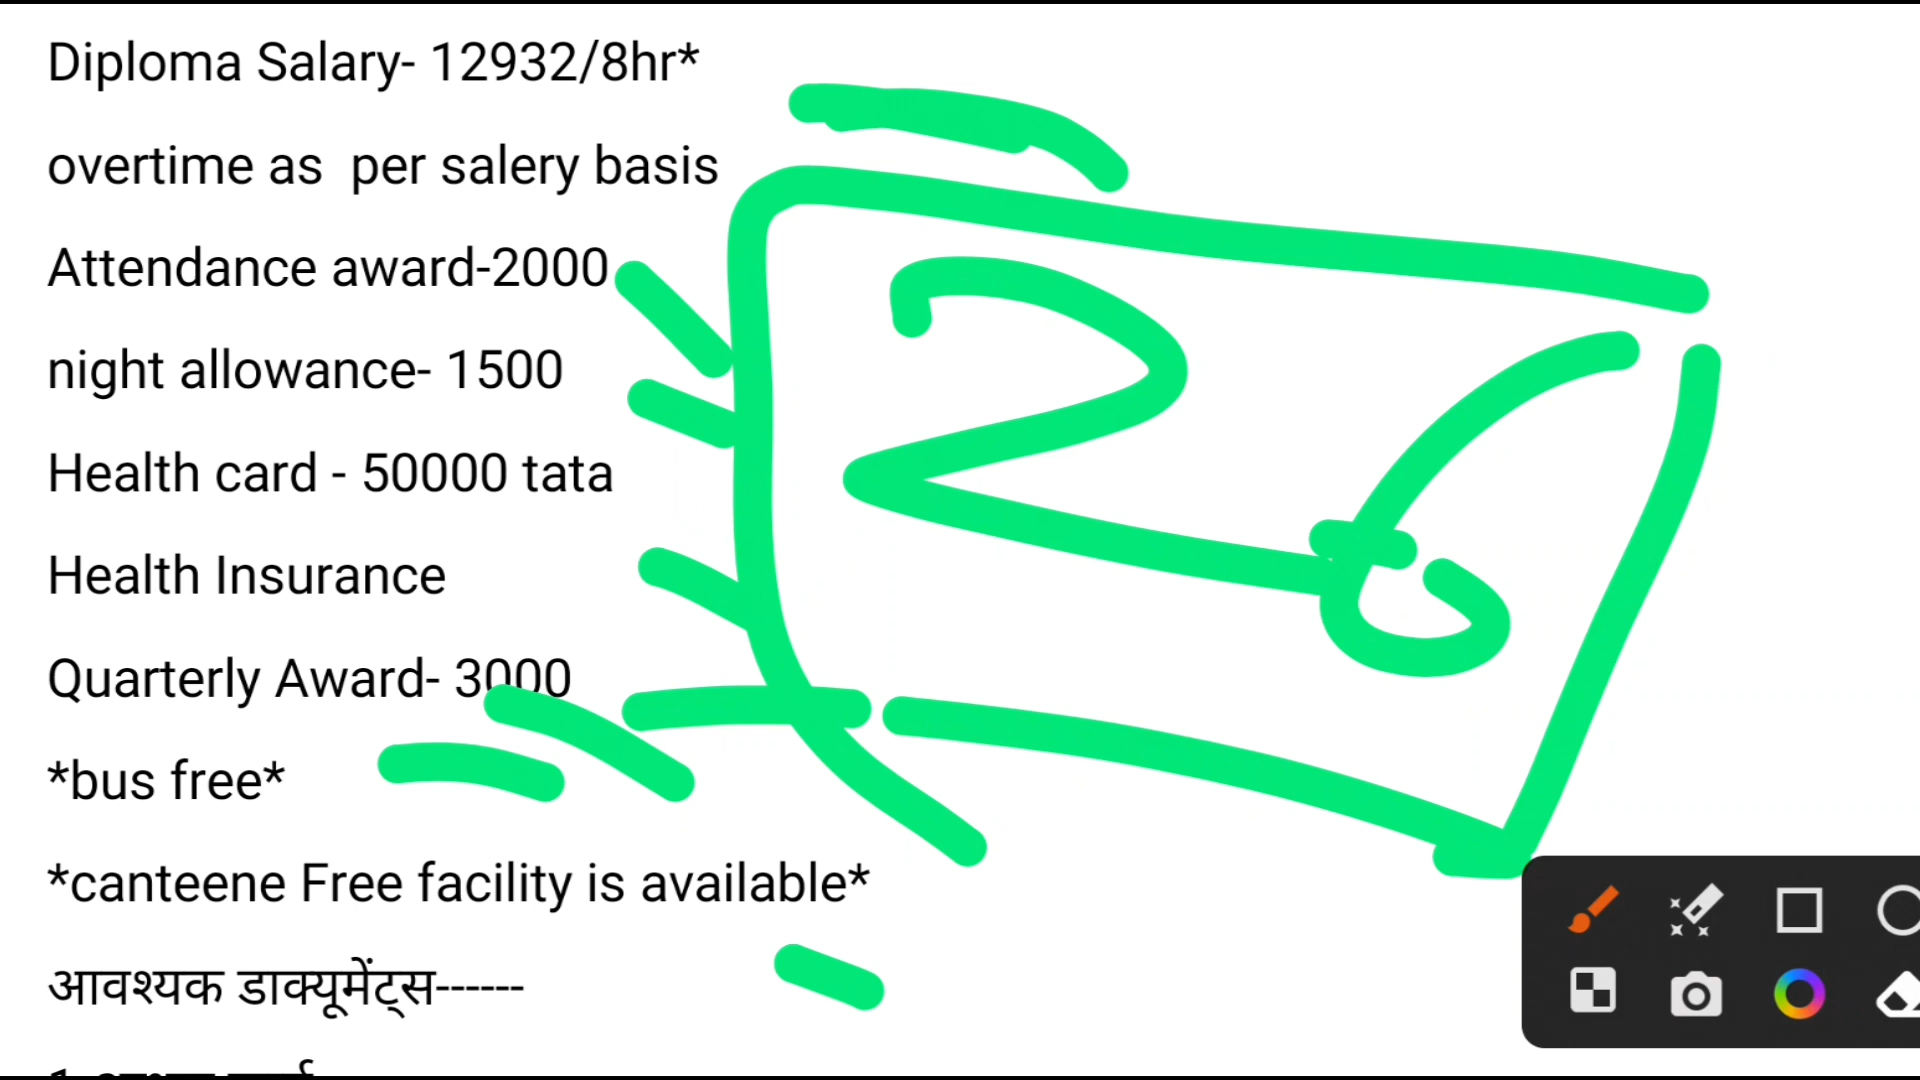 Diploma Salary- 12932/8hr*
overtime as  per salery basis
Attendance award-2000
night allowance- 1500
Health card - 50000 tata
Health Insurance
Quarterly Award- 3000
*bus free*
*canteene Free facility is available*
आवश्यक डाक्यूमेंट्स------